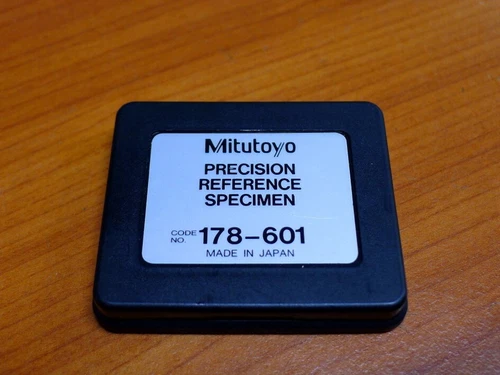 Mitutoyo
PRECISION
REFERENCE
SPECIMEN
CODE NO. 178-601
MADE IN JAPAN